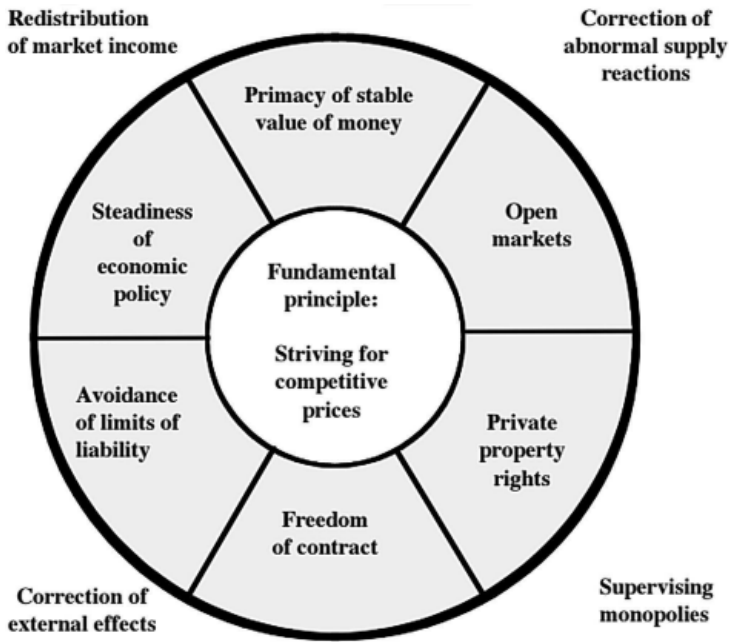 Redistribution
of market income
Correction of
abnormal supply
reactions
Primacy of stable
value of money
Steadiness
of
economic
policy
Open
markets
Fundamental
principle:
Striving for
competitive
prices
Avoidance
of limits of
liability
Private
property
rights
Freedom
of contract
Correction of
external effects
Supervising
monopolies